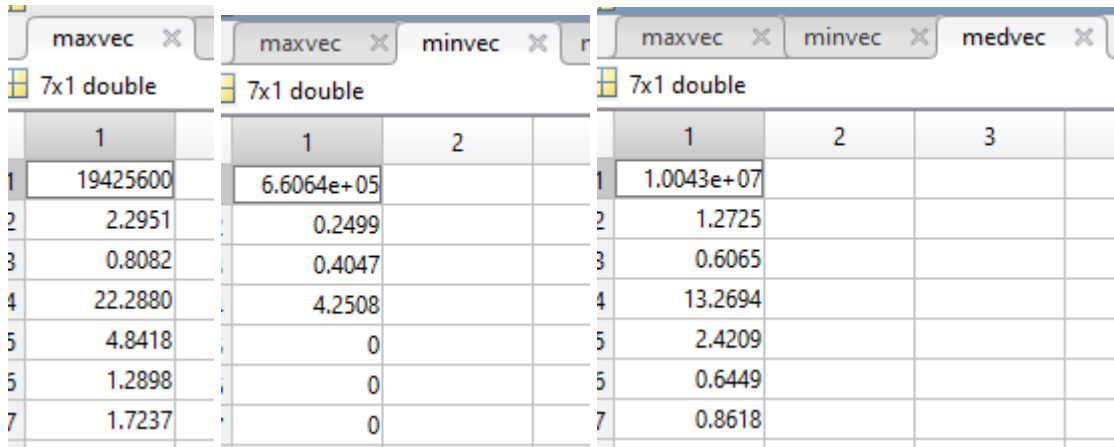 maxvec
7x1 double
1
1 19425600
2 2.2951
3 0.8082
4 22.2880
5 4.8418
6 1.2898
7 1.7237
maxvec minvec
7x1 double
1 2
6.6064e+05
0.2499
0.4047
4.2508
0
0
0
maxvec minvec medvec
7x1 double
1 2 3
1 1.0043e+07
2 1.2725
3 0.6065
4 13.2694
5 2.4209
6 0.6449
7 0.8618